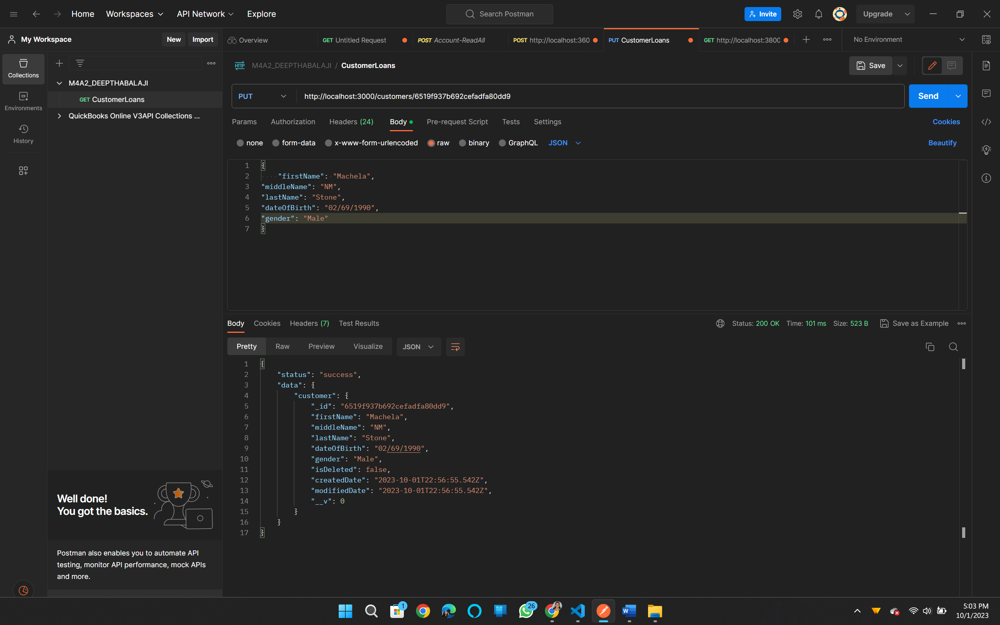 Home Workspaces API Network Explore Search Postman Invite Upgrade
My Workspace New Import Overview GET Untitled Request POST Account-ReadAll POST http://localhost:360 PUT CustomerLoans GET http://localhost:3800 No Environment
Collections
Environments
History
M4A2_DEEPTHABALAJI
GET CustomerLoans
QuickBooks Online V3API Collections ...
HTTP M4A2_DEEPTHABALAJI / CustomerLoans Save
PUT http://localhost:3000/customers/6519f937b692cefadfa80dd9 Send
Params Authorization Headers (24) Body Pre-request Script Tests Settings Cookies
none form-data x-www-form-urlencoded raw binary GraphQL JSON Beautify
1 {
2 "firstName": "Machela",
3 "middleName": "NM",
4 "lastName": "Stone",
5 "dateOfBirth": "02/69/1990",
6 "gender": "Male"
7 }
Body Cookies Headers (7) Test Results Status: 200 OK Time: 101 ms Size: 523 B Save as Example
Pretty Raw Preview Visualize JSON
1 {
2 "status": "success",
3 "data": {
4 "customer": {
5 "_id": "6519f937b692cefadfa80dd9",
6 "firstName": "Machela",
7 "middleName": "NM",
8 "lastName": "Stone",
9 "dateOfBirth": "02/69/1990",
10 "gender": "Male",
11 "isDeleted": false,
12 "createdDate": "2023-10-01T22:56:55.542Z",
13 "modifiedDate": "2023-10-01T22:56:55.542Z",
14 "__v": 0
15 }
16 }
17 }
Well done!
You got the basics.
Postman also enables you to automate API
testing, monitor API performance, mock APIs
and more.
1 26 W
5:03 PM
10/1/2023